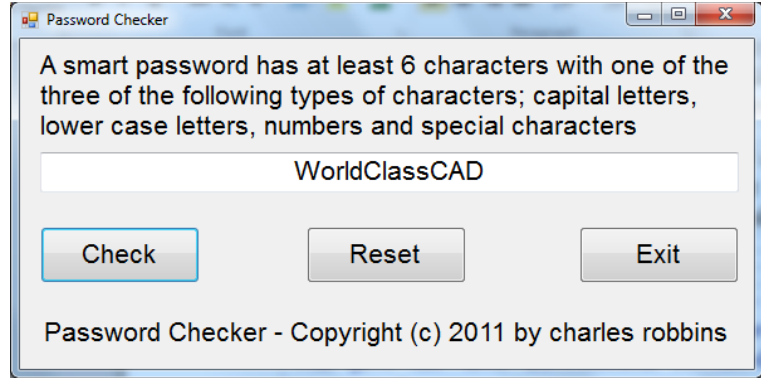 Password Checker
A smart password has at least 6 characters with one of the
three of the following types of characters; capital letters,
lower case letters, numbers and special characters
WorldClassCAD
Check Reset Exit
Password Checker - Copyright (c) 2011 by charles robbins